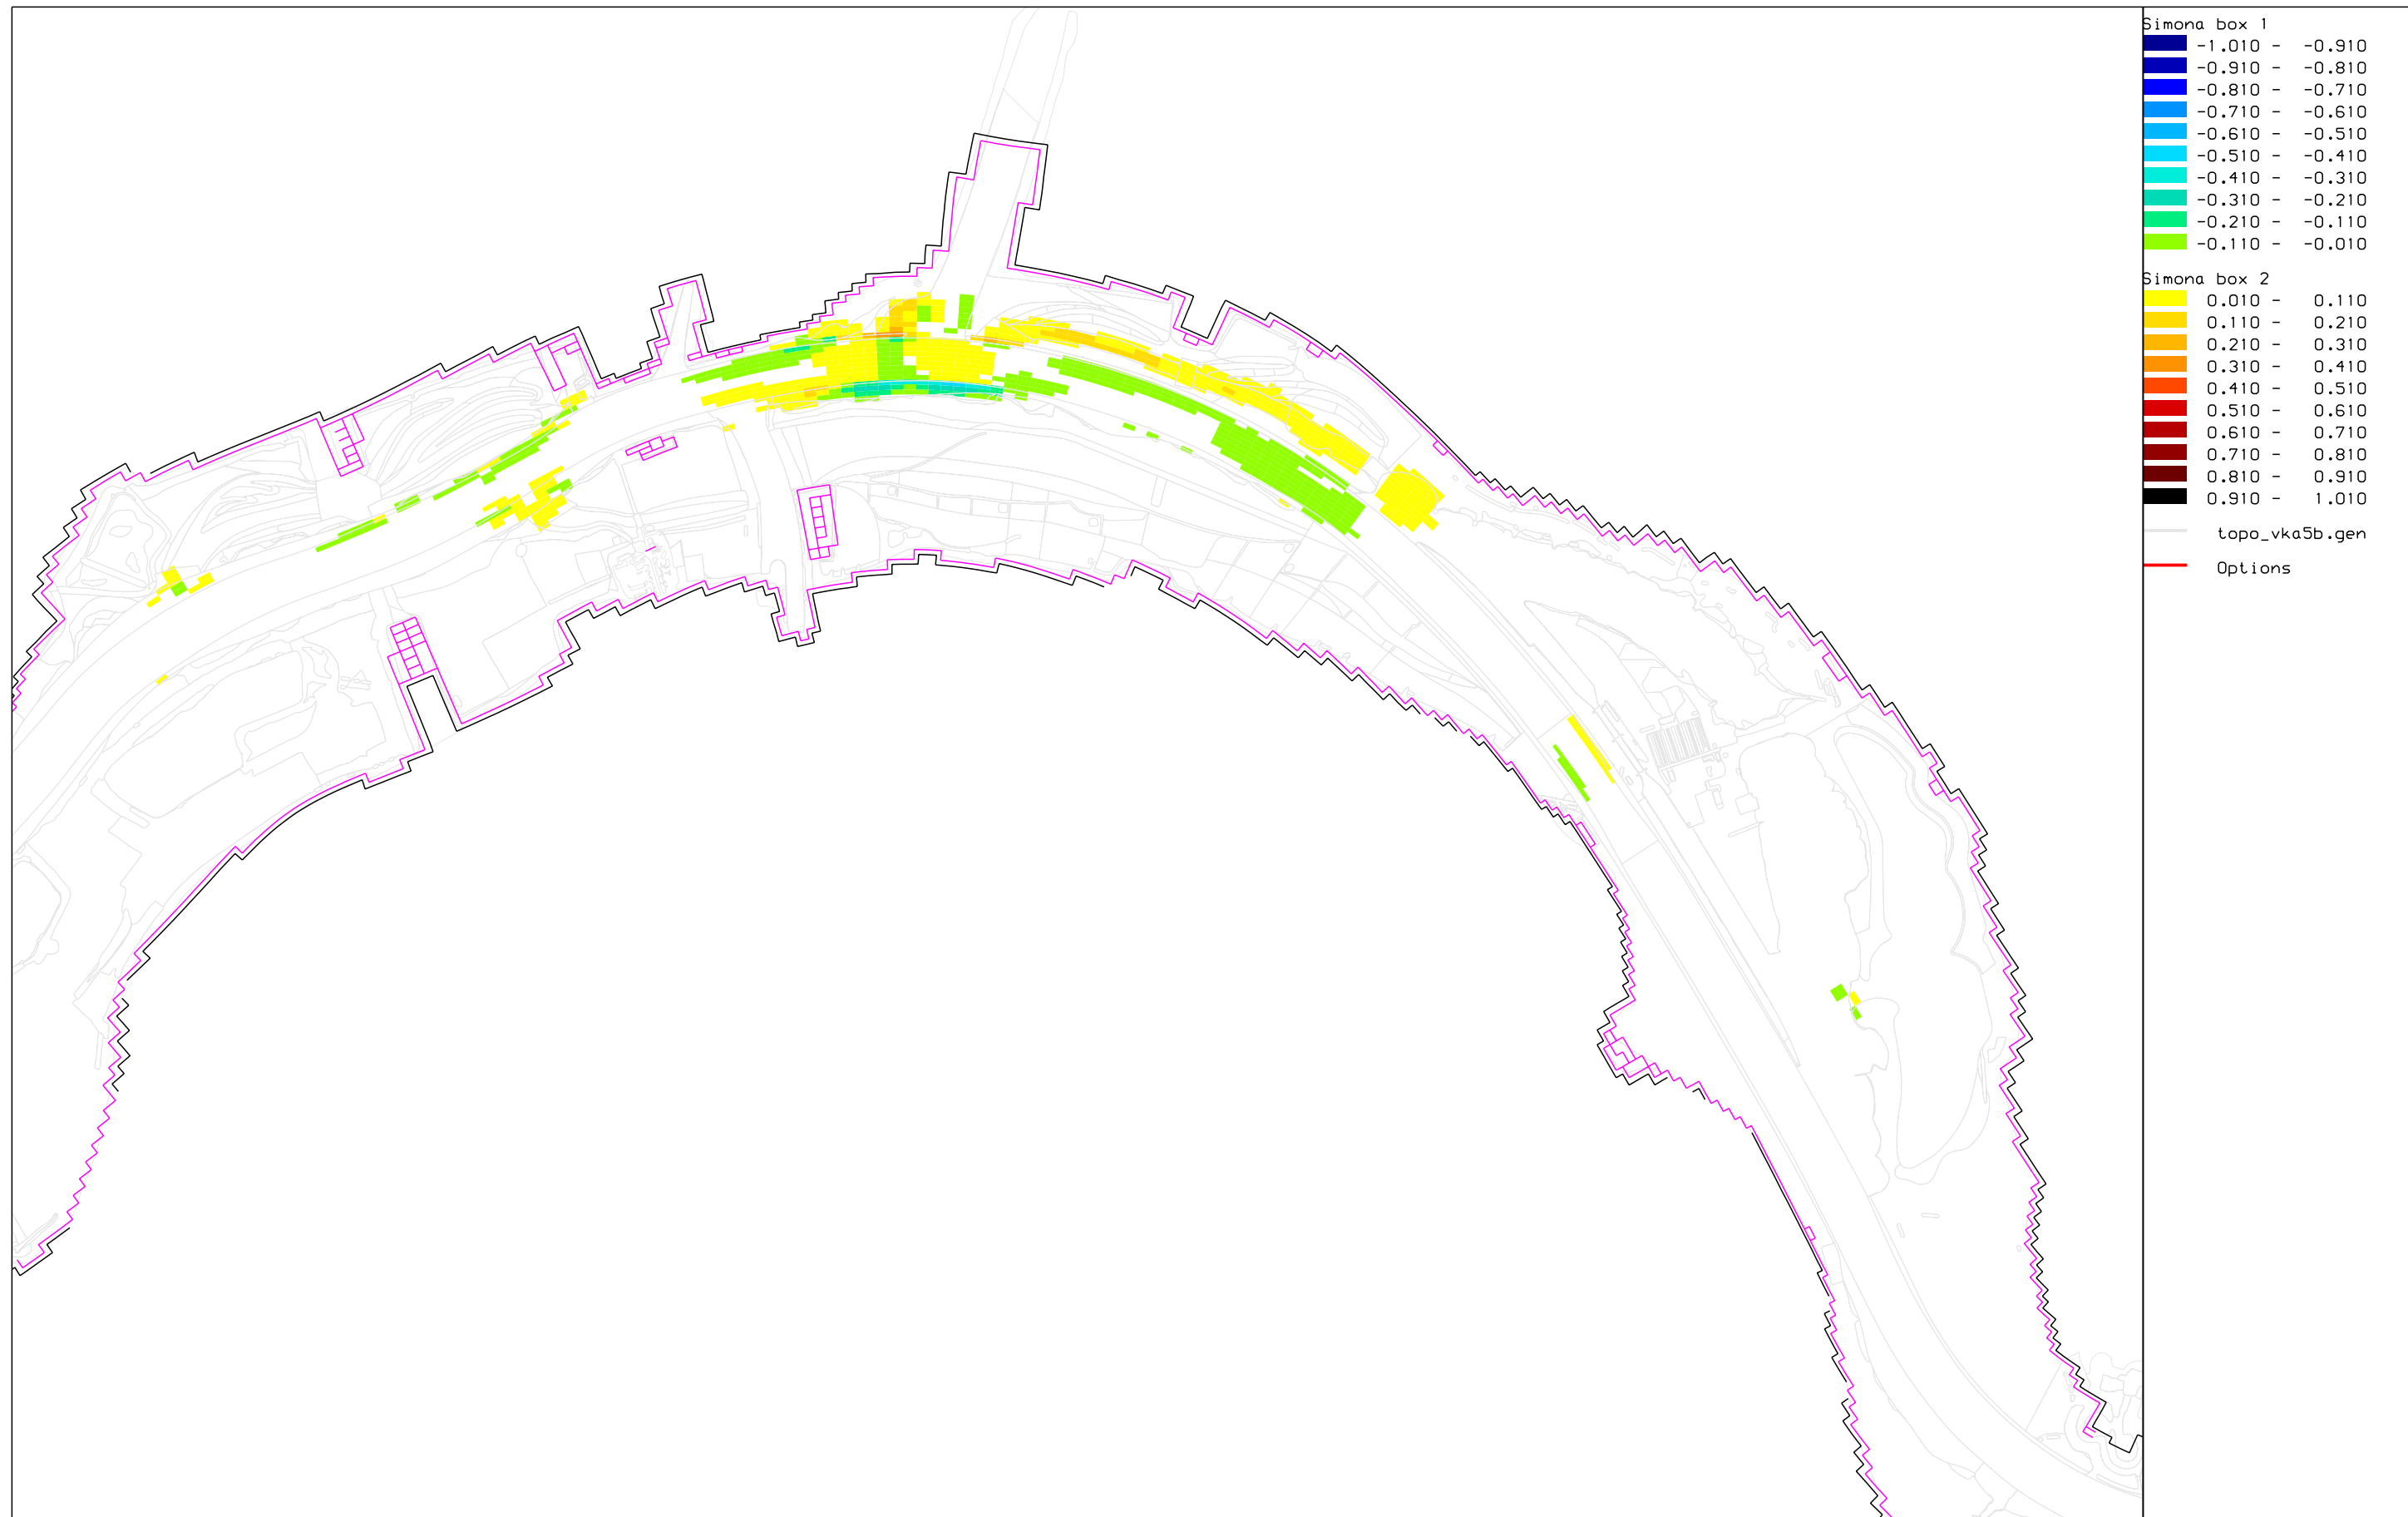 Simona box 1
-1.010 - -0.910
-0.910 - -0.810
-0.810 - -0.710
-0.710 - -0.610
-0.610 - -0.510
-0.510 - -0.410
-0.410 - -0.310
-0.310 - -0.210
-0.210 - -0.110
-0.110 - -0.010
Simona box 2
0.010 - 0.110
0.110 - 0.210
0.210 - 0.310
0.310 - 0.410
0.410 - 0.510
0.510 - 0.610
0.610 - 0.710
0.710 - 0.810
0.810 - 0.910
0.910 - 1.010
topo_vka5b.gen
Options